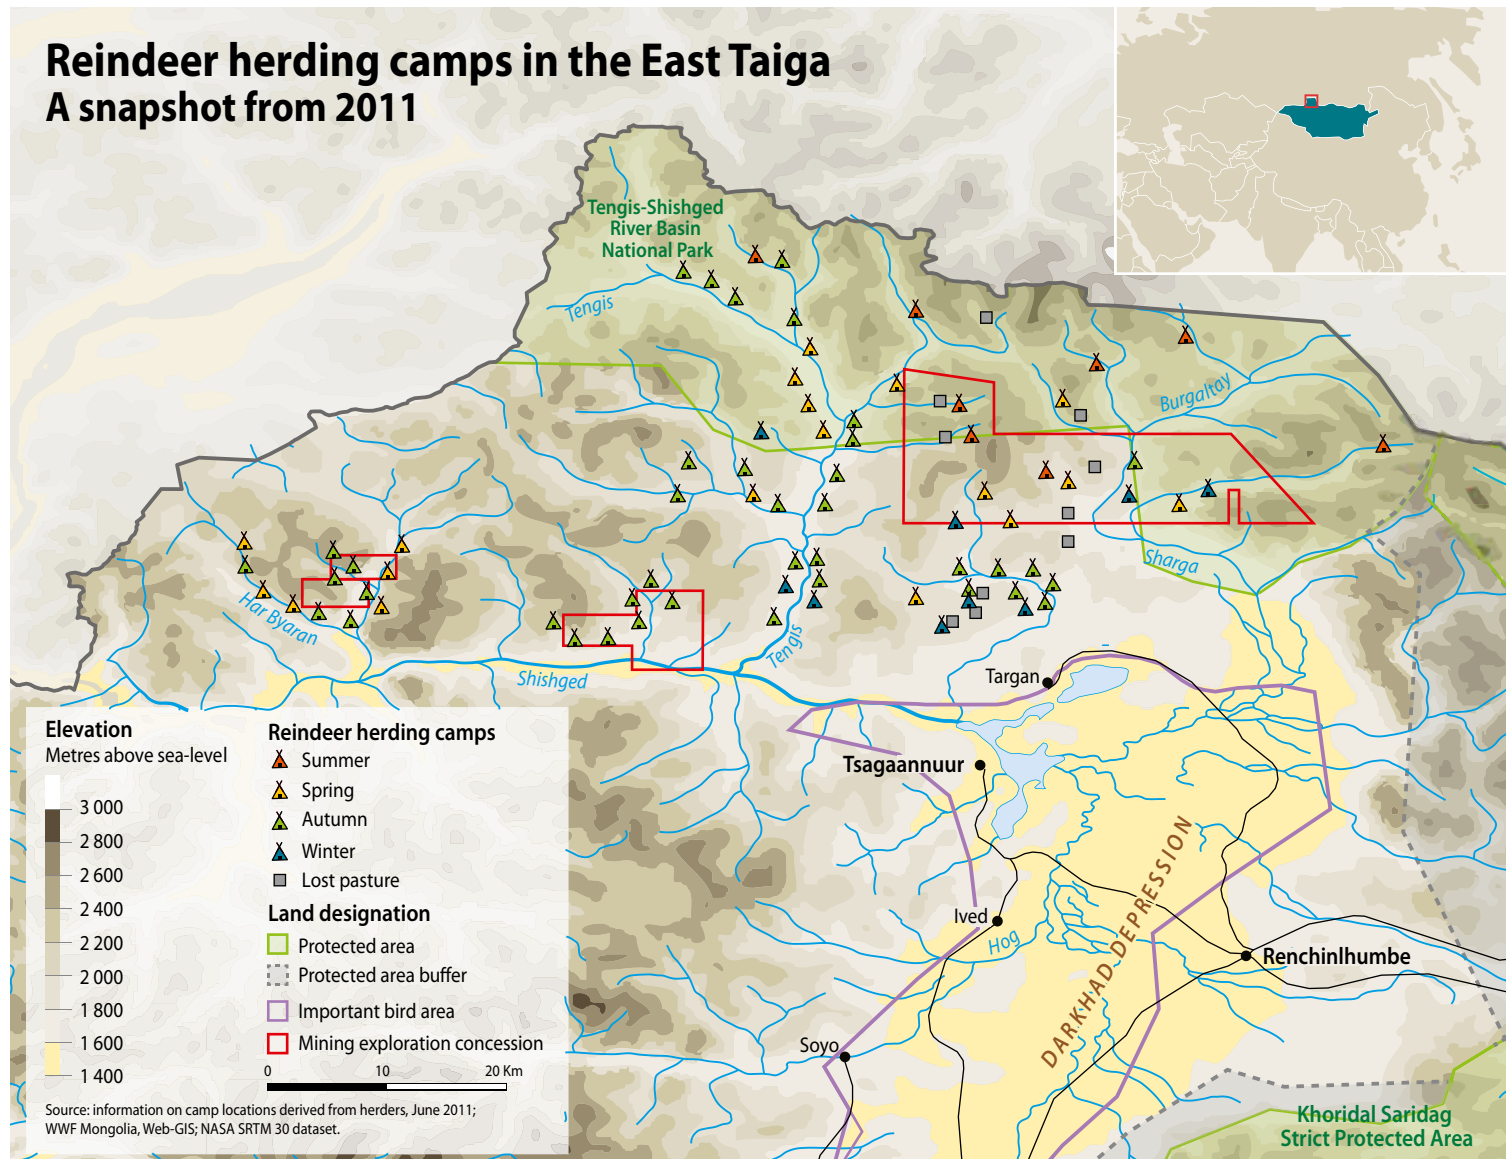 Reindeer herding camps in the East Taiga
A snapshot from 2011
Tengis-Shishged
River Basin
National Park
Tengis
Burgaltay
Sharga
Har Byaran
Tengis
Shishged
Targan
Tsagaannuur
DARKHAD DEPRESSION
Ived
Hog
Renchinlhumbe
Soyo
Khoridal Saridag
Strict Protected Area
Elevation
Metres above sea-level
3 000
2 800
2 600
2 400
2 200
2 000
1 800
1 600
1 400
Reindeer herding camps
Summer
Spring
Autumn
Winter
Lost pasture
Land designation
Protected area
Protected area buffer
Important bird area
Mining exploration concession
0 10 20 Km
Source: information on camp locations derived from herders, June 2011;
WWF Mongolia, Web-GIS; NASA SRTM 30 dataset.